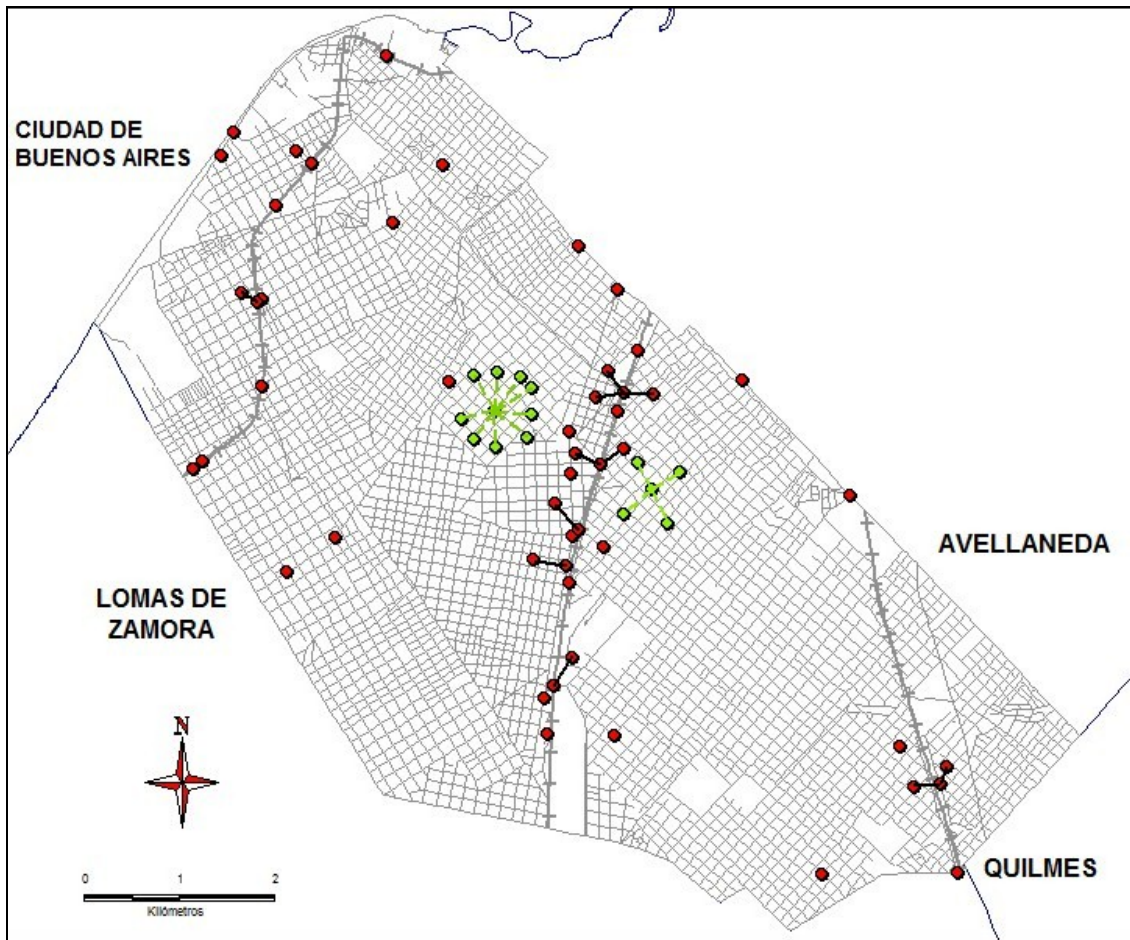 CIUDAD DE
BUENOS AIRES
AVELLANEDA
LOMAS DE
ZAMORA
N
QUILMES
0 1 2
Kilómetros